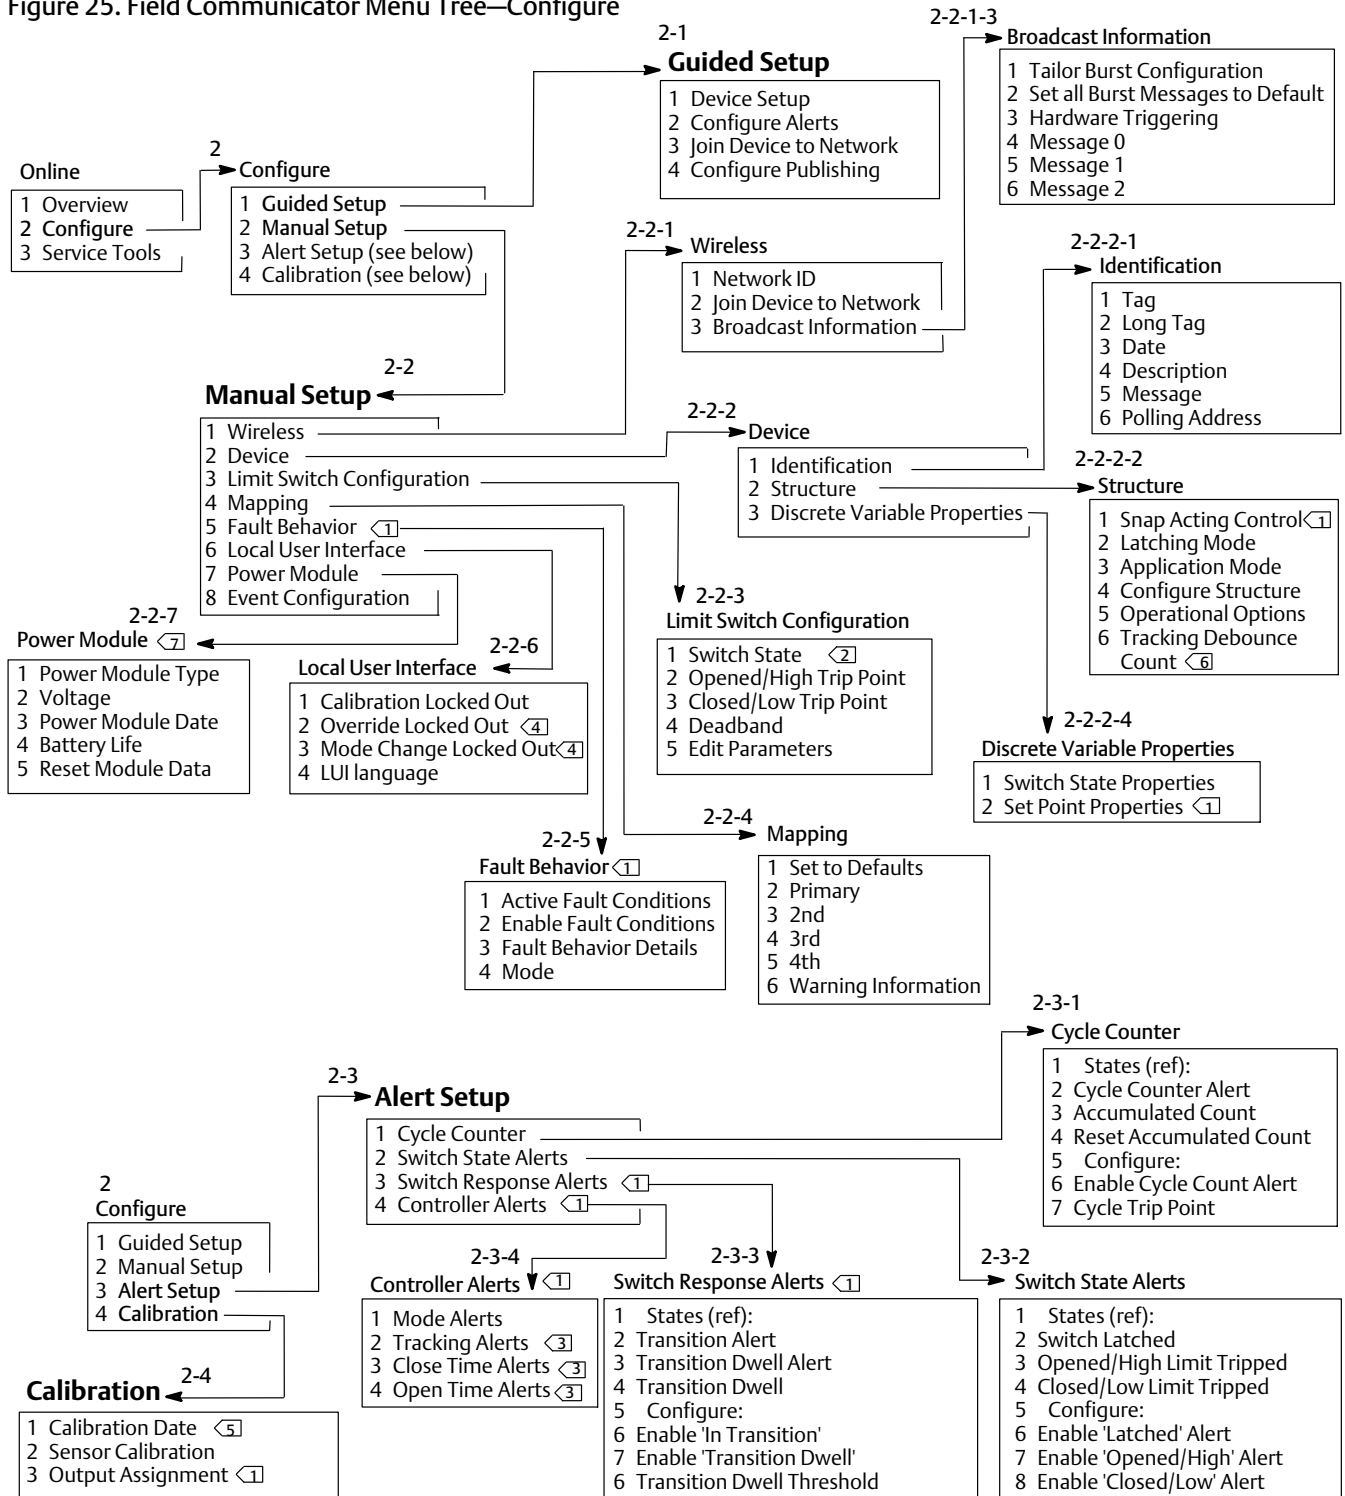 Figure 25. Field Communicator Menu Tree—Configure
Online
1 Overview
2 Configure
3 Service Tools
2
Configure
1 Guided Setup
2 Manual Setup
3 Alert Setup (see below)
4 Calibration (see below)
2-1
Guided Setup
1 Device Setup
2 Configure Alerts
3 Join Device to Network
4 Configure Publishing
2-2-1-3
Broadcast Information
1 Tailor Burst Configuration
2 Set all Burst Messages to Default
3 Hardware Triggering
4 Message 0
5 Message 1
6 Message 2
2-2-1
Wireless
1 Network ID
2 Join Device to Network
3 Broadcast Information
2-2-2-1
Identification
1 Tag
2 Long Tag
3 Date
4 Description
5 Message
6 Polling Address
2-2
Manual Setup
1 Wireless
2 Device
3 Limit Switch Configuration
4 Mapping
5 Fault Behavior 1
6 Local User Interface
7 Power Module
8 Event Configuration
2-2-2
Device
1 Identification
2 Structure
3 Discrete Variable Properties
2-2-2-2
Structure
1 Snap Acting Control 1
2 Latching Mode
3 Application Mode
4 Configure Structure
5 Operational Options
6 Tracking Debounce
Count 6
2-2-7
Power Module 7
1 Power Module Type
2 Voltage
3 Power Module Date
4 Battery Life
5 Reset Module Data
2-2-6
Local User Interface
1 Calibration Locked Out
2 Override Locked Out 4
3 Mode Change Locked Out 4
4 LUI language
2-2-3
Limit Switch Configuration
1 Switch State 2
2 Opened/High Trip Point
3 Closed/Low Trip Point
4 Deadband
5 Edit Parameters
2-2-2-4
Discrete Variable Properties
1 Switch State Properties
2 Set Point Properties 1
2-2-5
Fault Behavior 1
1 Active Fault Conditions
2 Enable Fault Conditions
3 Fault Behavior Details
4 Mode
2-2-4
Mapping
1 Set to Defaults
2 Primary
3 2nd
4 3rd
5 4th
6 Warning Information
2-3-1
Cycle Counter
1 States (ref):
2 Cycle Counter Alert
3 Accumulated Count
4 Reset Accumulated Count
5 Configure:
6 Enable Cycle Count Alert
7 Cycle Trip Point
2-3
Alert Setup
1 Cycle Counter
2 Switch State Alerts
3 Switch Response Alerts 1
4 Controller Alerts 1
2
Configure
1 Guided Setup
2 Manual Setup
3 Alert Setup
4 Calibration
2-3-4
Controller Alerts 1
1 Mode Alerts
2 Tracking Alerts 3
3 Close Time Alerts 3
4 Open Time Alerts 3
2-3-3
Switch Response Alerts 1
1 States (ref):
2 Transition Alert
3 Transition Dwell Alert
4 Transition Dwell
5 Configure:
6 Enable 'In Transition'
7 Enable 'Transition Dwell'
6 Transition Dwell Threshold
2-3-2
Switch State Alerts
1 States (ref):
2 Switch Latched
3 Opened/High Limit Tripped
4 Closed/Low Limit Tripped
5 Configure:
6 Enable 'Latched' Alert
7 Enable 'Opened/High' Alert
8 Enable 'Closed/Low' Alert
2-4
Calibration
1 Calibration Date 5
2 Sensor Calibration
3 Output Assignment 1